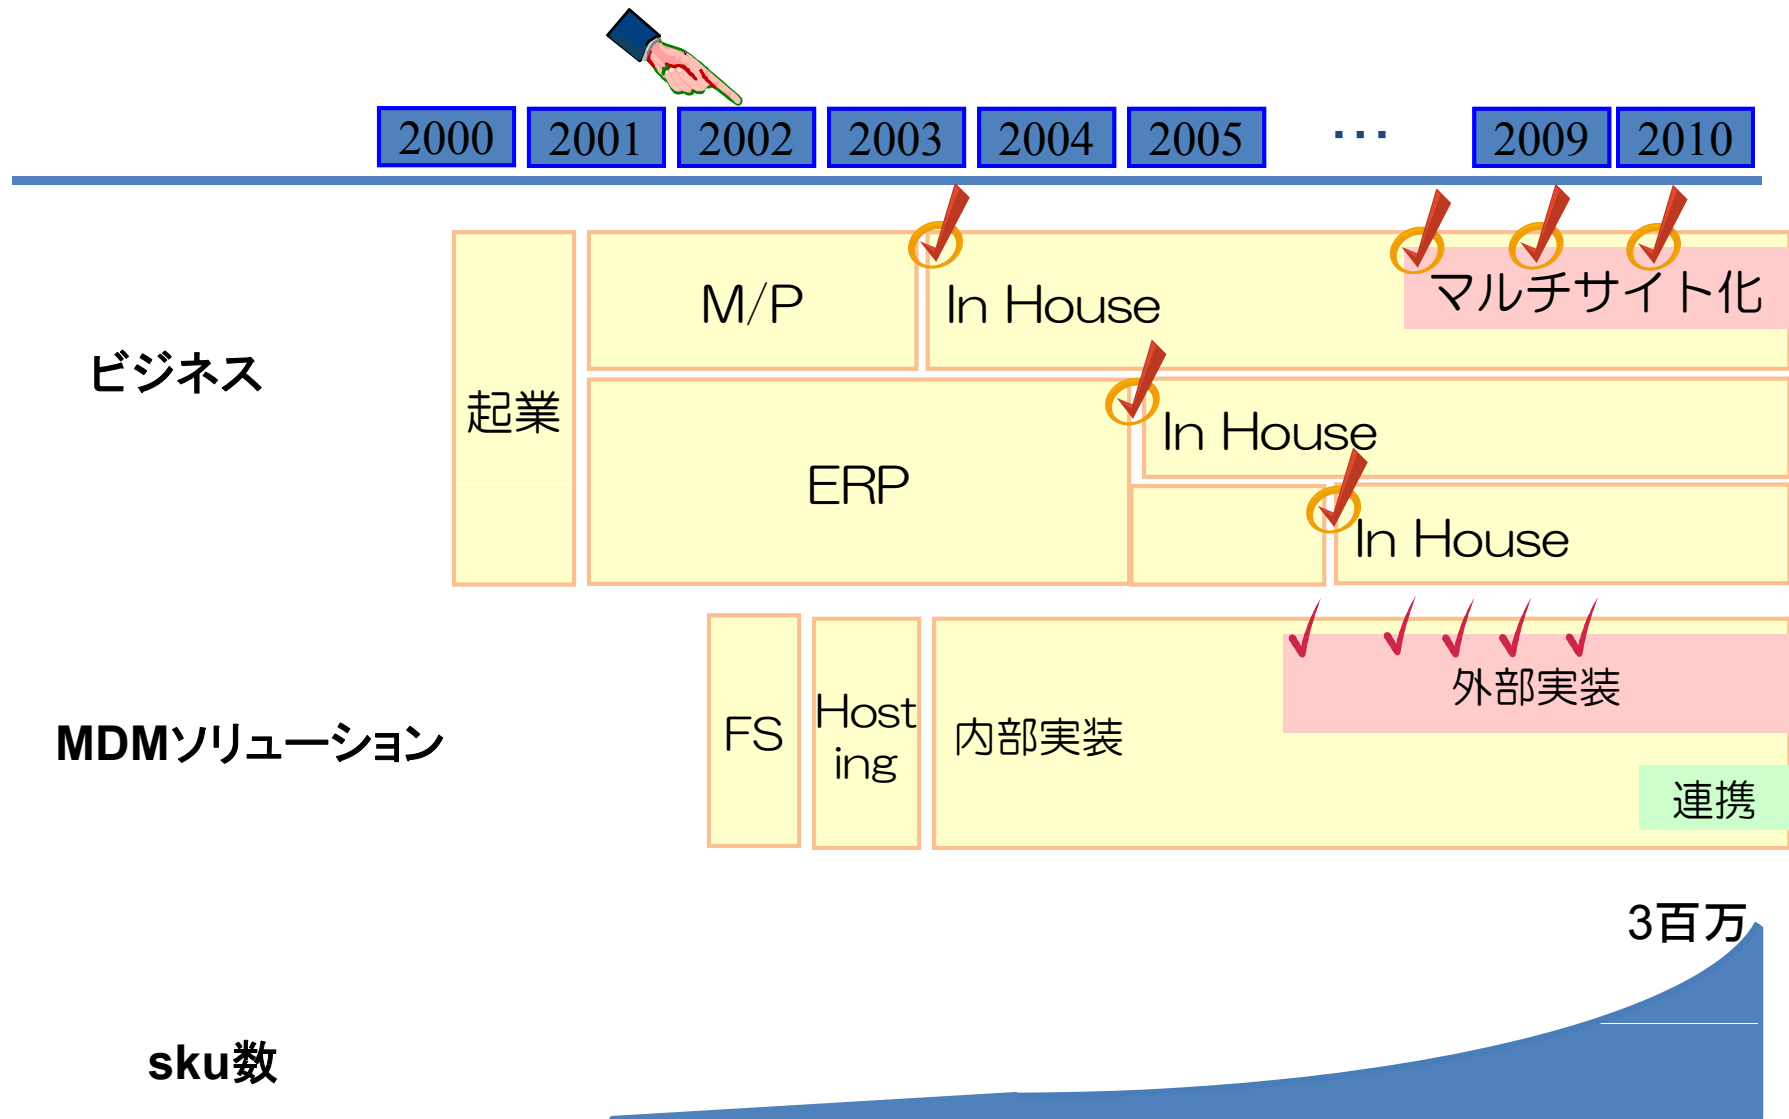 2000 2001 2002 2003 2004 2005 ... 2009 2010
ビジネス
起業
M/P
In House
マルチサイト化
ERP
In House
In House
MDMソリューション
FS
Host
ing
内部実装
外部実装
連携
3百万
sku数